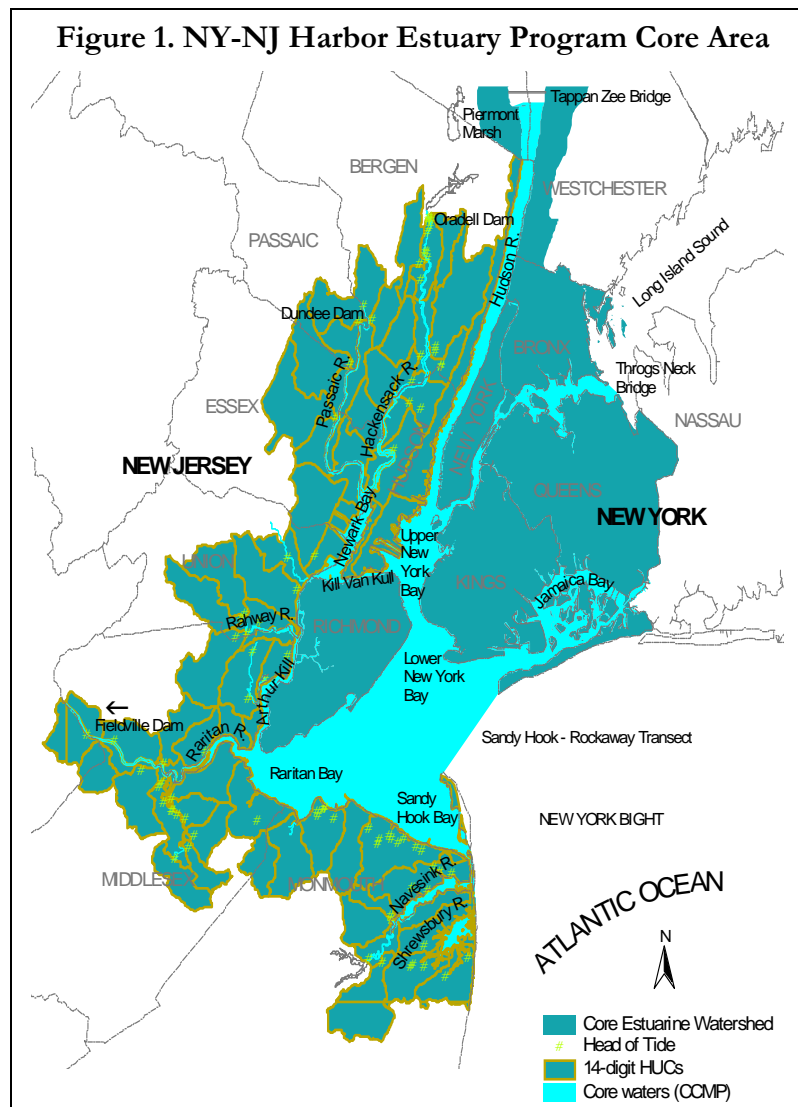 Figure 1. NY-NJ Harbor Estuary Program Core Area
Tappan Zee Bridge
Piermont
Marsh
BERGEN
WESTCHESTER
Oradell Dam
PASSAIC
Hudson R.
Long Island Sound
Dundee Dam
BRONX
Throgs Neck
Bridge
Passaic R.
Hackensack R.
ESSEX
NEW YORK
NASSAU
HUDSON
NEW JERSEY
QUEENS
NEW YORK
Newark Bay
Upper
New
York
Bay
UNION
Kill Van Kull
KINGS
Jamaica Bay
Rahway R.
RICHMOND
Lower
New York
Bay
Arthur Kill
←
Fieldville Dam
Raritan R.
Sandy Hook - Rockaway Transect
Raritan Bay
Sandy
Hook Bay
NEW YORK BIGHT
MIDDLESEX
MONMOUTH
Navesink R.
Shrewsbury R.
ATLANTIC OCEAN
N
Core Estuarine Watershed
# Head of Tide
14-digit HUCs
Core waters (CCMP)